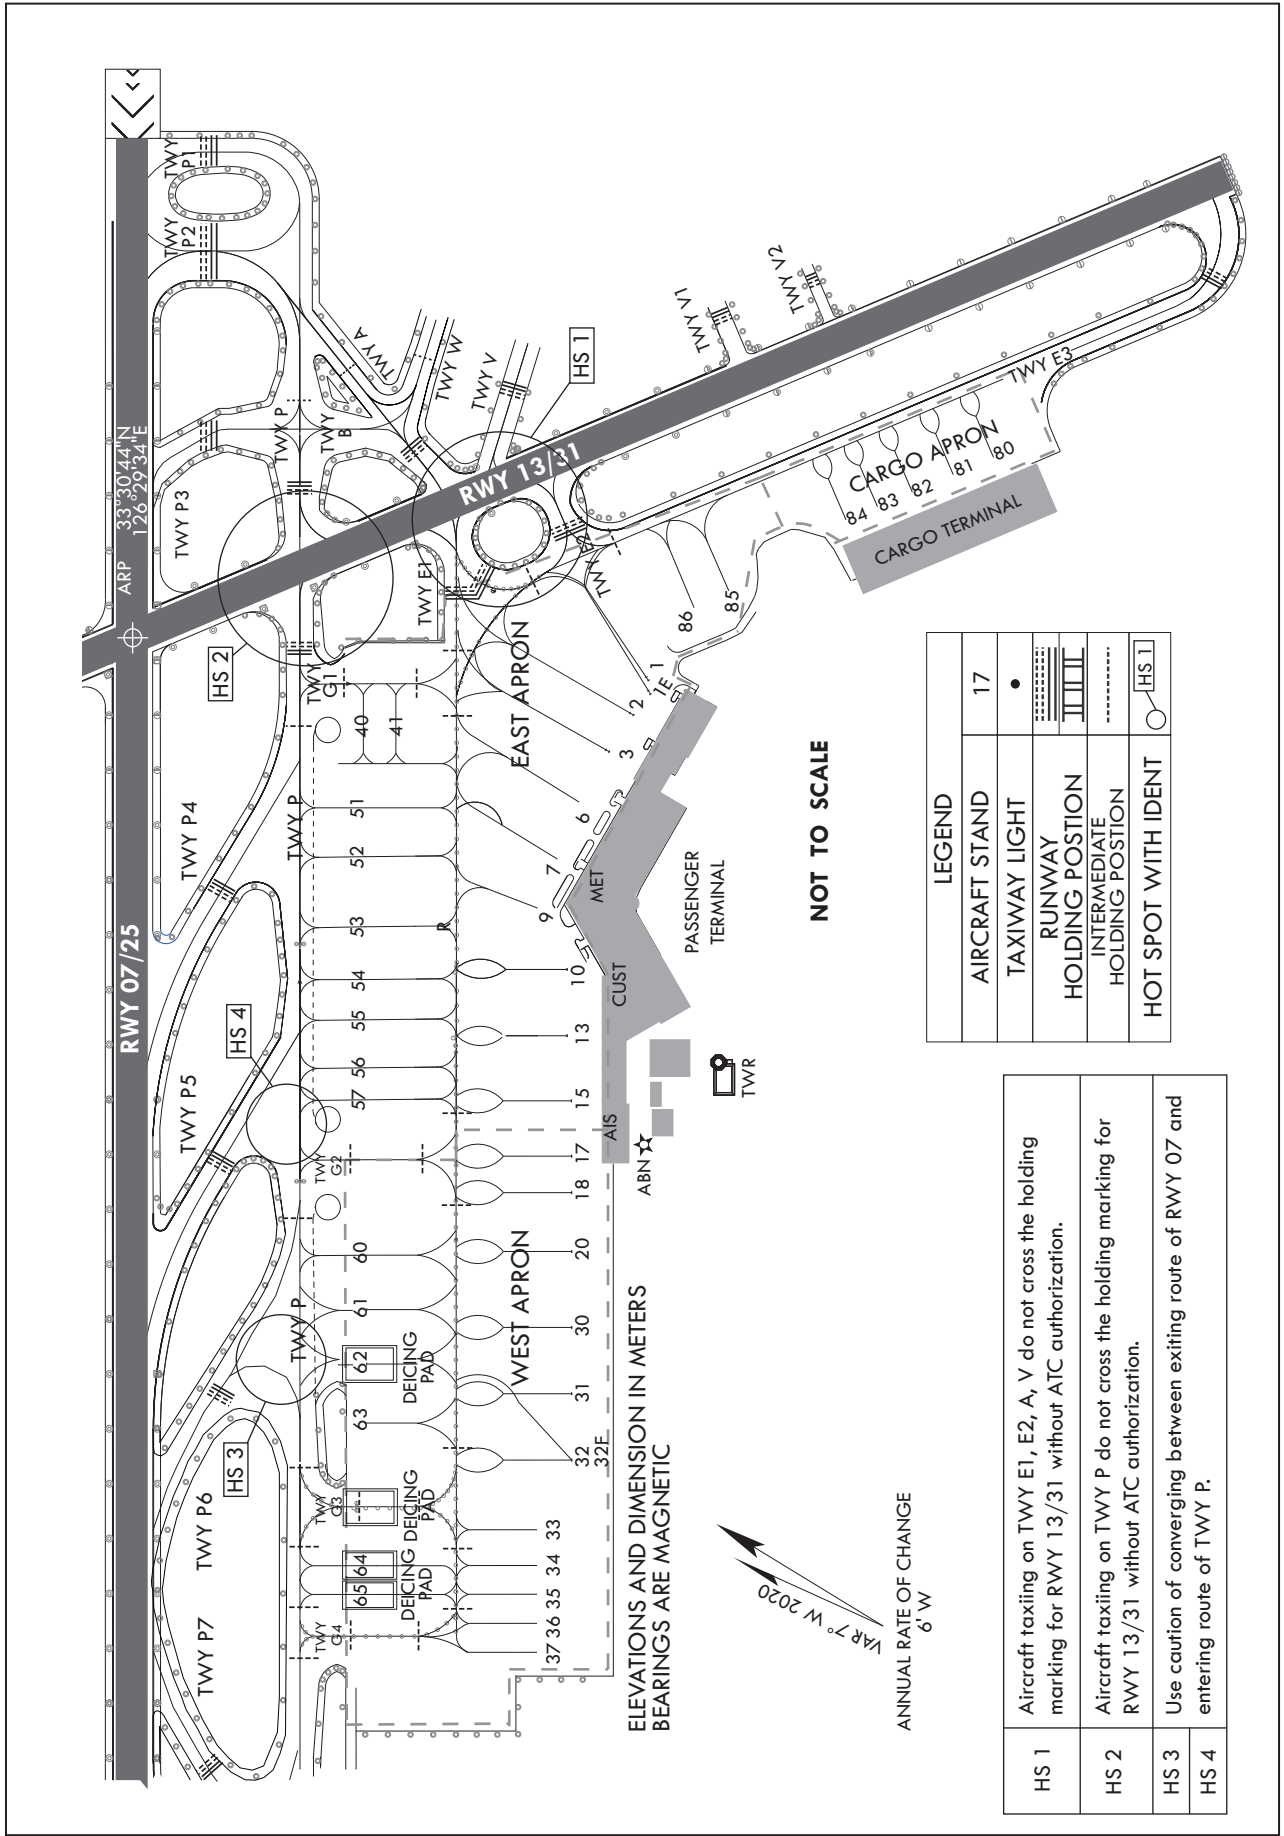 RWY 07/25
ARP
33°30'44"N
126°29'34"E
TWY P7
TWY P6
TWY P5
TWY P4
TWY P3
TWY
P2
TWY
P1
HS 3
HS 4
HS 2
HS 1
TWY P
TWY P
TWY P
TWY P
TWY
G4
TWY
G3
TWY
G2
TWY
G1
TWY
B
TWY A
TWY W
TWY V
TWY V1
TWY V2
RWY 13/31
TWY E1
TWY E2
TWY E3
65
64
63
62
61
60
57
56
55
54
53
52
51
40
41
DEICING
PAD
DEICING
PAD
DEICING
PAD
R
WEST APRON
EAST APRON
37
36
35
34
33
32
32E
31
30
20
18
17
15
13
10
9
7
6
3
2
1E
1
86
85
84
83
82
81
80
CARGO APRON
CARGO TERMINAL
MET
CUST
AIS
ABN
TWR
PASSENGER
TERMINAL
ELEVATIONS AND DIMENSION IN METERS
BEARINGS ARE MAGNETIC
NOT TO SCALE
VAR 7° W 2020
ANNUAL RATE OF CHANGE
6' W
LEGEND
AIRCRAFT STAND 17
TAXIWAY LIGHT
RUNWAY
HOLDING POSTION
INTERMEDIATE
HOLDING POSTION
HOT SPOT WITH IDENT HS 1
HS 1 Aircraft taxiing on TWY E1, E2, A, V do not cross the holding
marking for RWY 13/31 without ATC authorization.
HS 2 Aircraft taxiing on TWY P do not cross the holding marking for
RWY 13/31 without ATC authorization.
HS 3 Use caution of converging between exiting route of RWY 07 and
HS 4 entering route of TWY P.